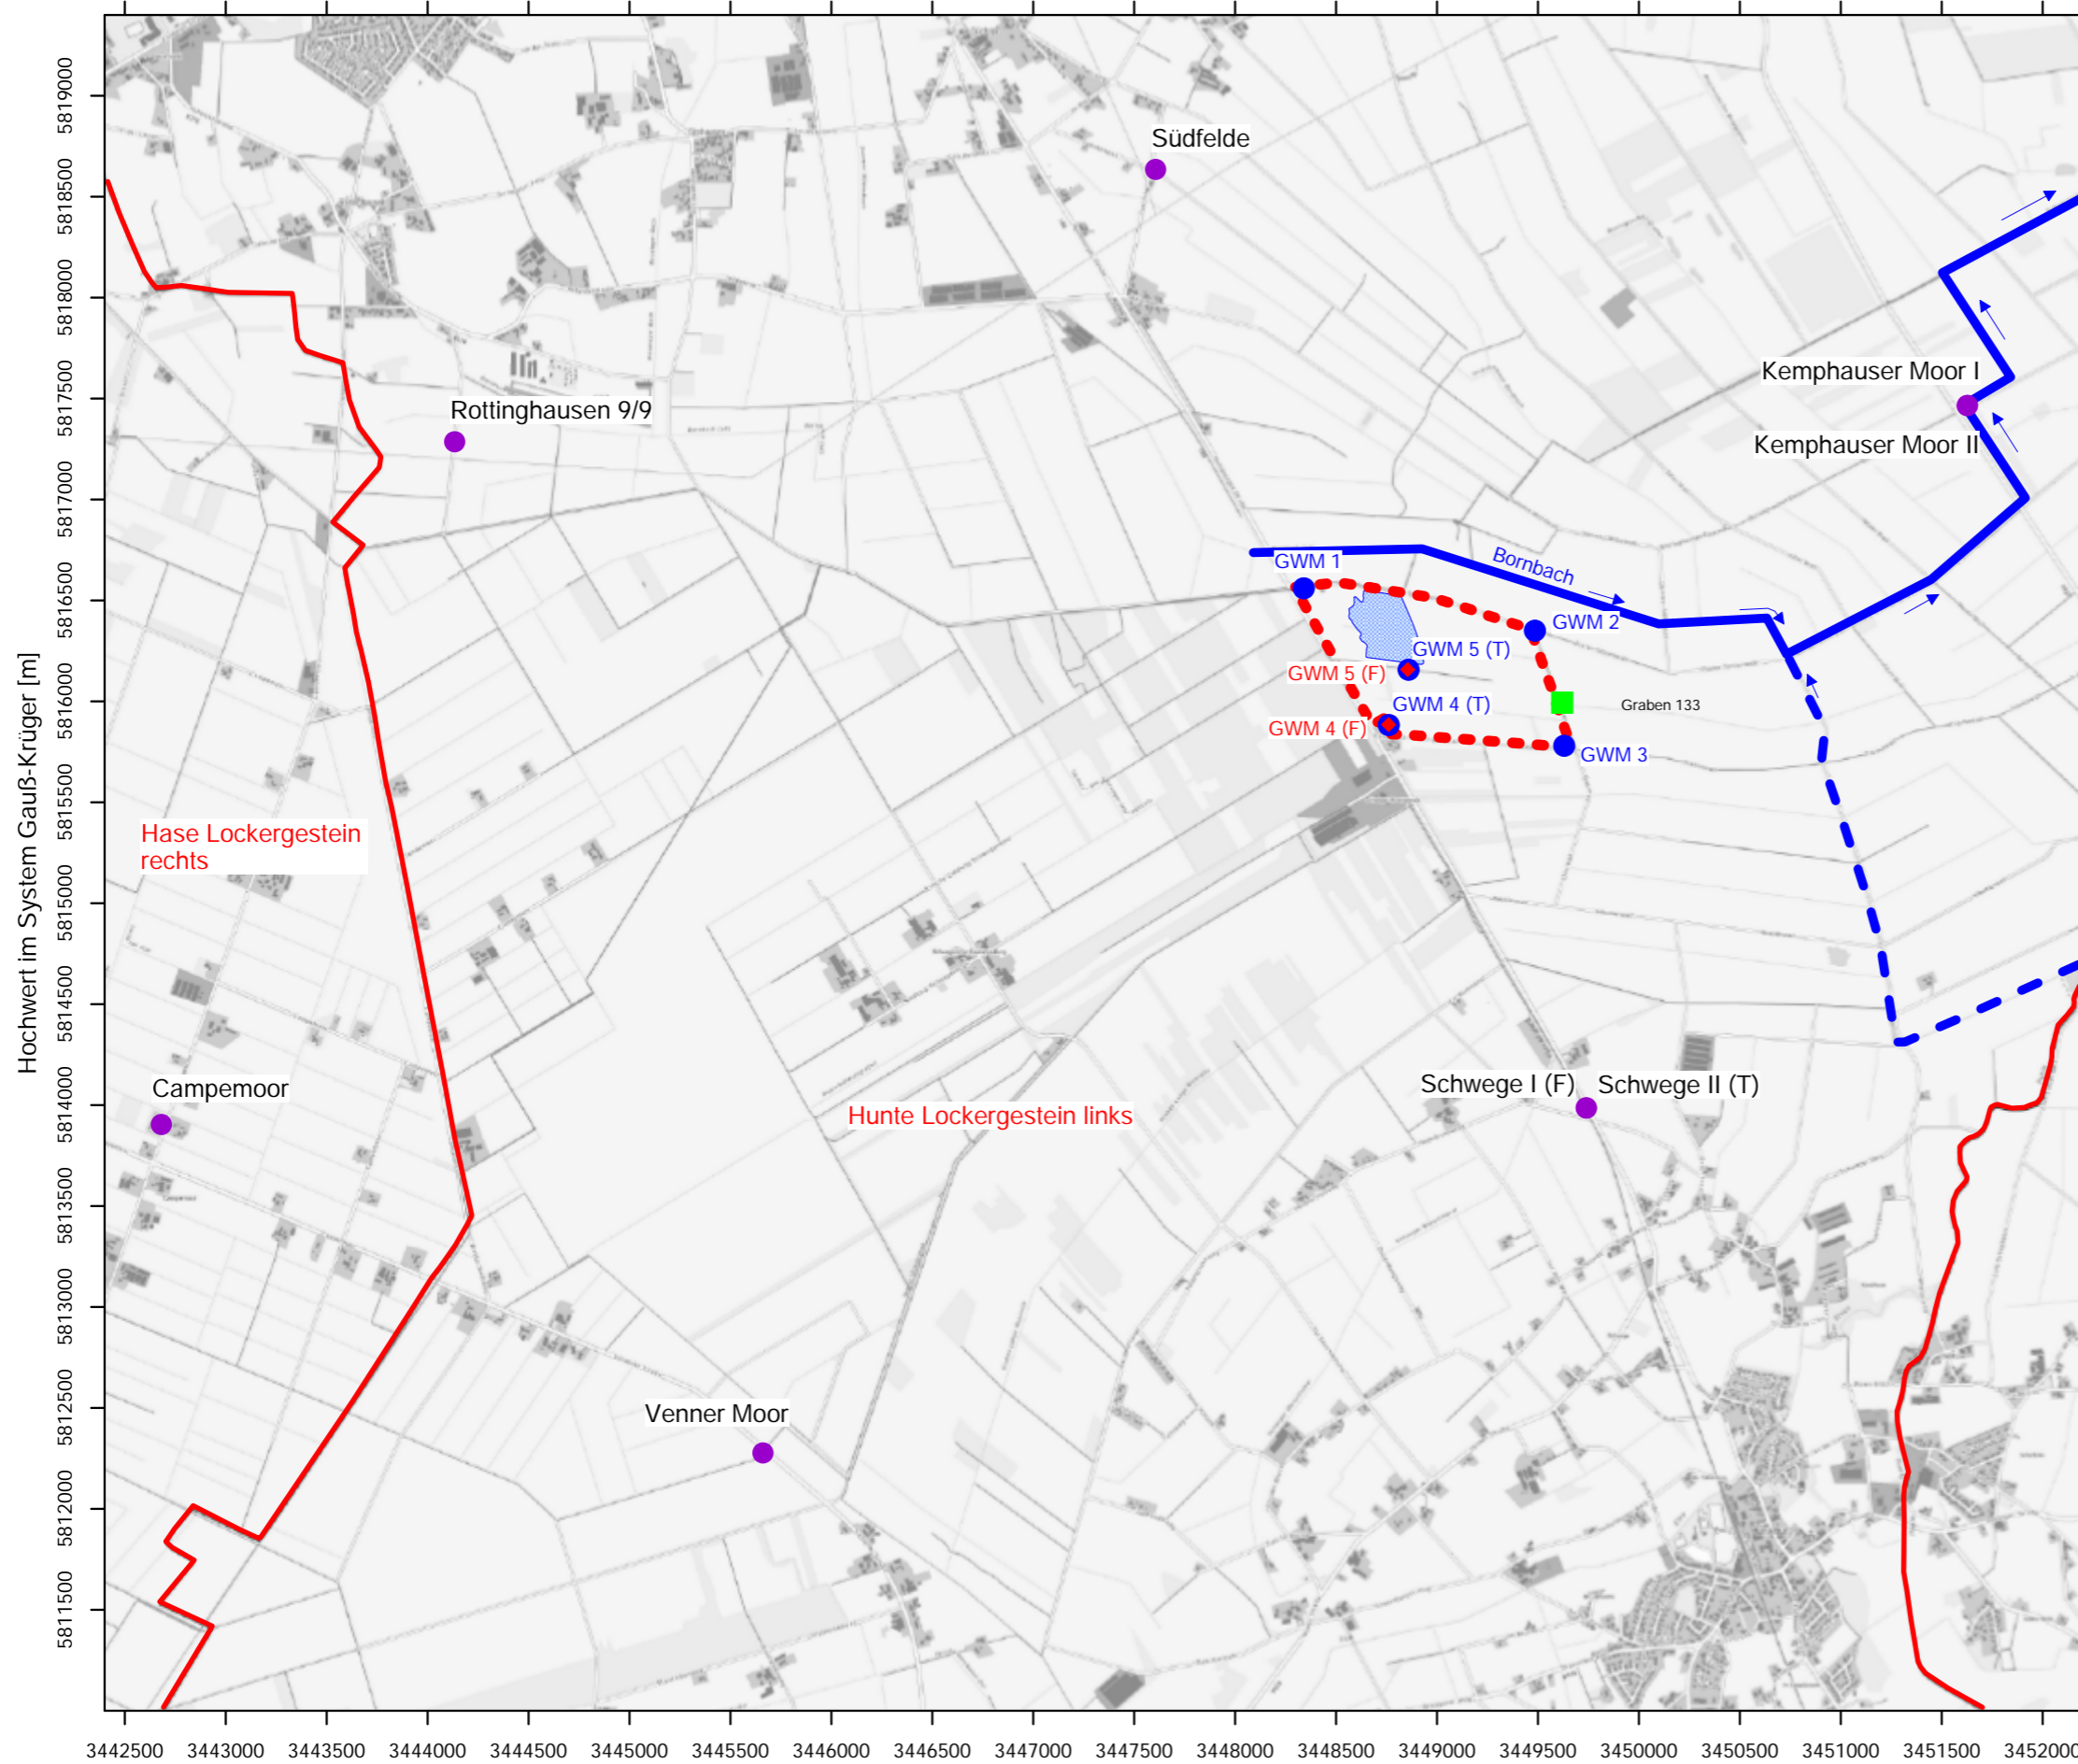 Hochwert im System Gauß-Krüger [m]
5819000
5818500
5818000
5817500
5817000
5816500
5816000
5815500
5815000
5814500
5814000
5813500
5813000
5812500
5812000
5811500
Südfelde
Kemphauser Moor I
Rottinghausen 9/9
Kemphauser Moor II
Bornbach
GWM 1
GWM 2
GWM 5 (T)
GWM 5 (F)
GWM 4 (T)
Graben 133
GWM 4 (F)
GWM 3
Hase Lockergestein
rechts
Campemoor
Schwege I (F)
Schwege II (T)
Hunte Lockergestein links
Venner Moor
3442500 3443000 3443500 3444000 3444500 3445000 3445500 3446000 3446500 3447000 3447500 3448000 3448500 3449000 3449500 3450000 3450500 3451000 3451500 3452000